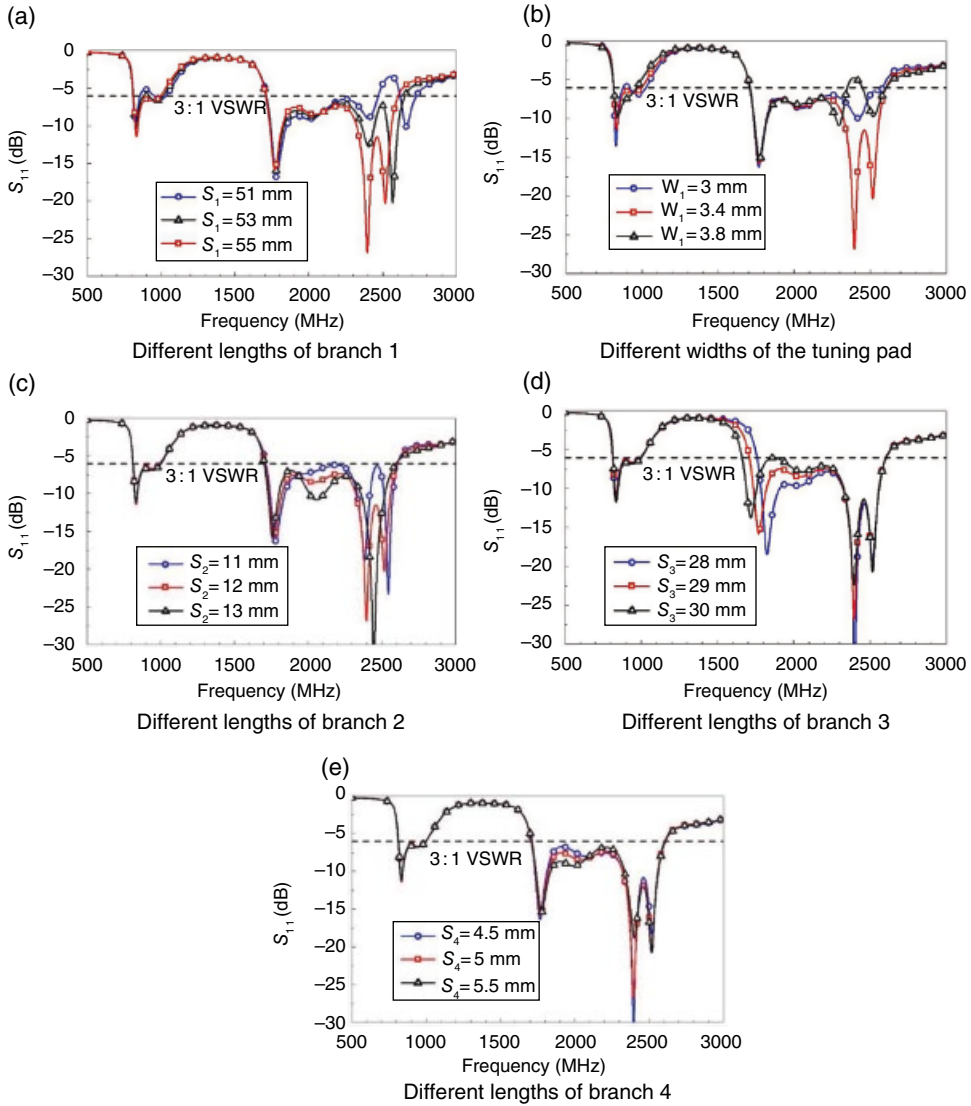 (a)
0
−5
−10
−15
−20
−25
−30
S11 (dB)
3 : 1 VSWR
S1 = 51 mm
S1 = 53 mm
S1 = 55 mm
500 1000 1500 2000 2500 3000
Frequency (MHz)
Different lengths of branch 1
(b)
0
−5
−10
−15
−20
−25
−30
S11 (dB)
3 : 1 VSWR
W1 = 3 mm
W1 = 3.4 mm
W1 = 3.8 mm
500 1000 1500 2000 2500 3000
Frequency (MHz)
Different widths of the tuning pad
(c)
0
−5
−10
−15
−20
−25
−30
S11 (dB)
3 : 1 VSWR
S2 = 11 mm
S2 = 12 mm
S2 = 13 mm
500 1000 1500 2000 2500 3000
Frequency (MHz)
Different lengths of branch 2
(d)
0
−5
−10
−15
−20
−25
−30
S11 (dB)
3 : 1 VSWR
S3 = 28 mm
S3 = 29 mm
S3 = 30 mm
500 1000 1500 2000 2500 3000
Frequency (MHz)
Different lengths of branch 3
(e)
0
−5
−10
−15
−20
−25
−30
S11 (dB)
3 : 1 VSWR
S4 = 4.5 mm
S4 = 5 mm
S4 = 5.5 mm
500 1000 1500 2000 2500 3000
Frequency (MHz)
Different lengths of branch 4